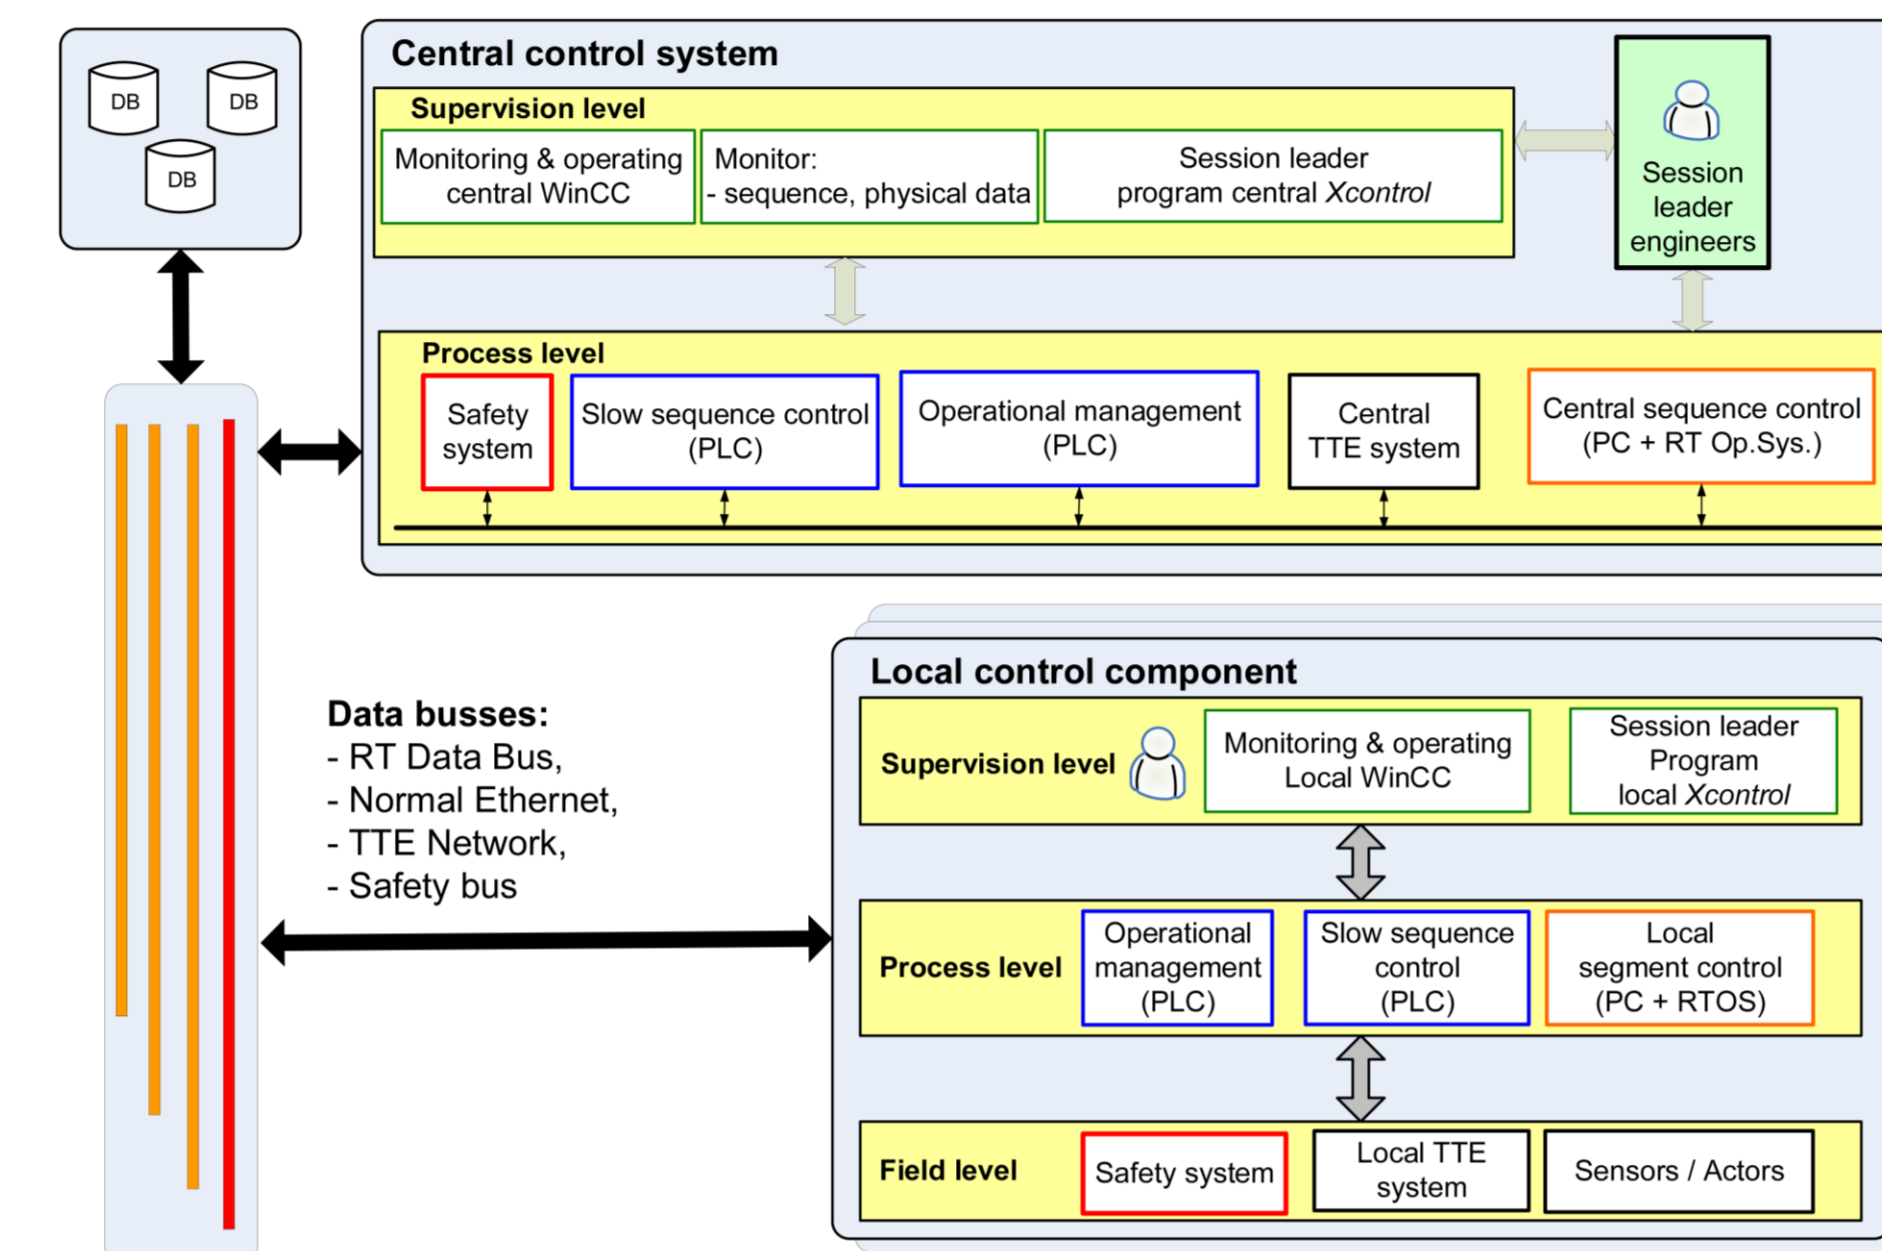 DB
DB
DB
Central control system
Supervision level
Monitoring & operating
central WinCC
Monitor:
- sequence, physical data
Session leader
program central Xcontrol
Session
leader
engineers
Process level
Safety
system
Slow sequence control
(PLC)
Operational management
(PLC)
Central
TTE system
Central sequence control
(PC + RT Op.Sys.)
Data busses:
- RT Data Bus,
- Normal Ethernet,
- TTE Network,
- Safety bus
Local control component
Supervision level
Monitoring & operating
Local WinCC
Session leader
Program
local Xcontrol
Process level
Operational
management
(PLC)
Slow sequence
control
(PLC)
Local
segment control
(PC + RTOS)
Field level
Safety system
Local TTE
system
Sensors / Actors